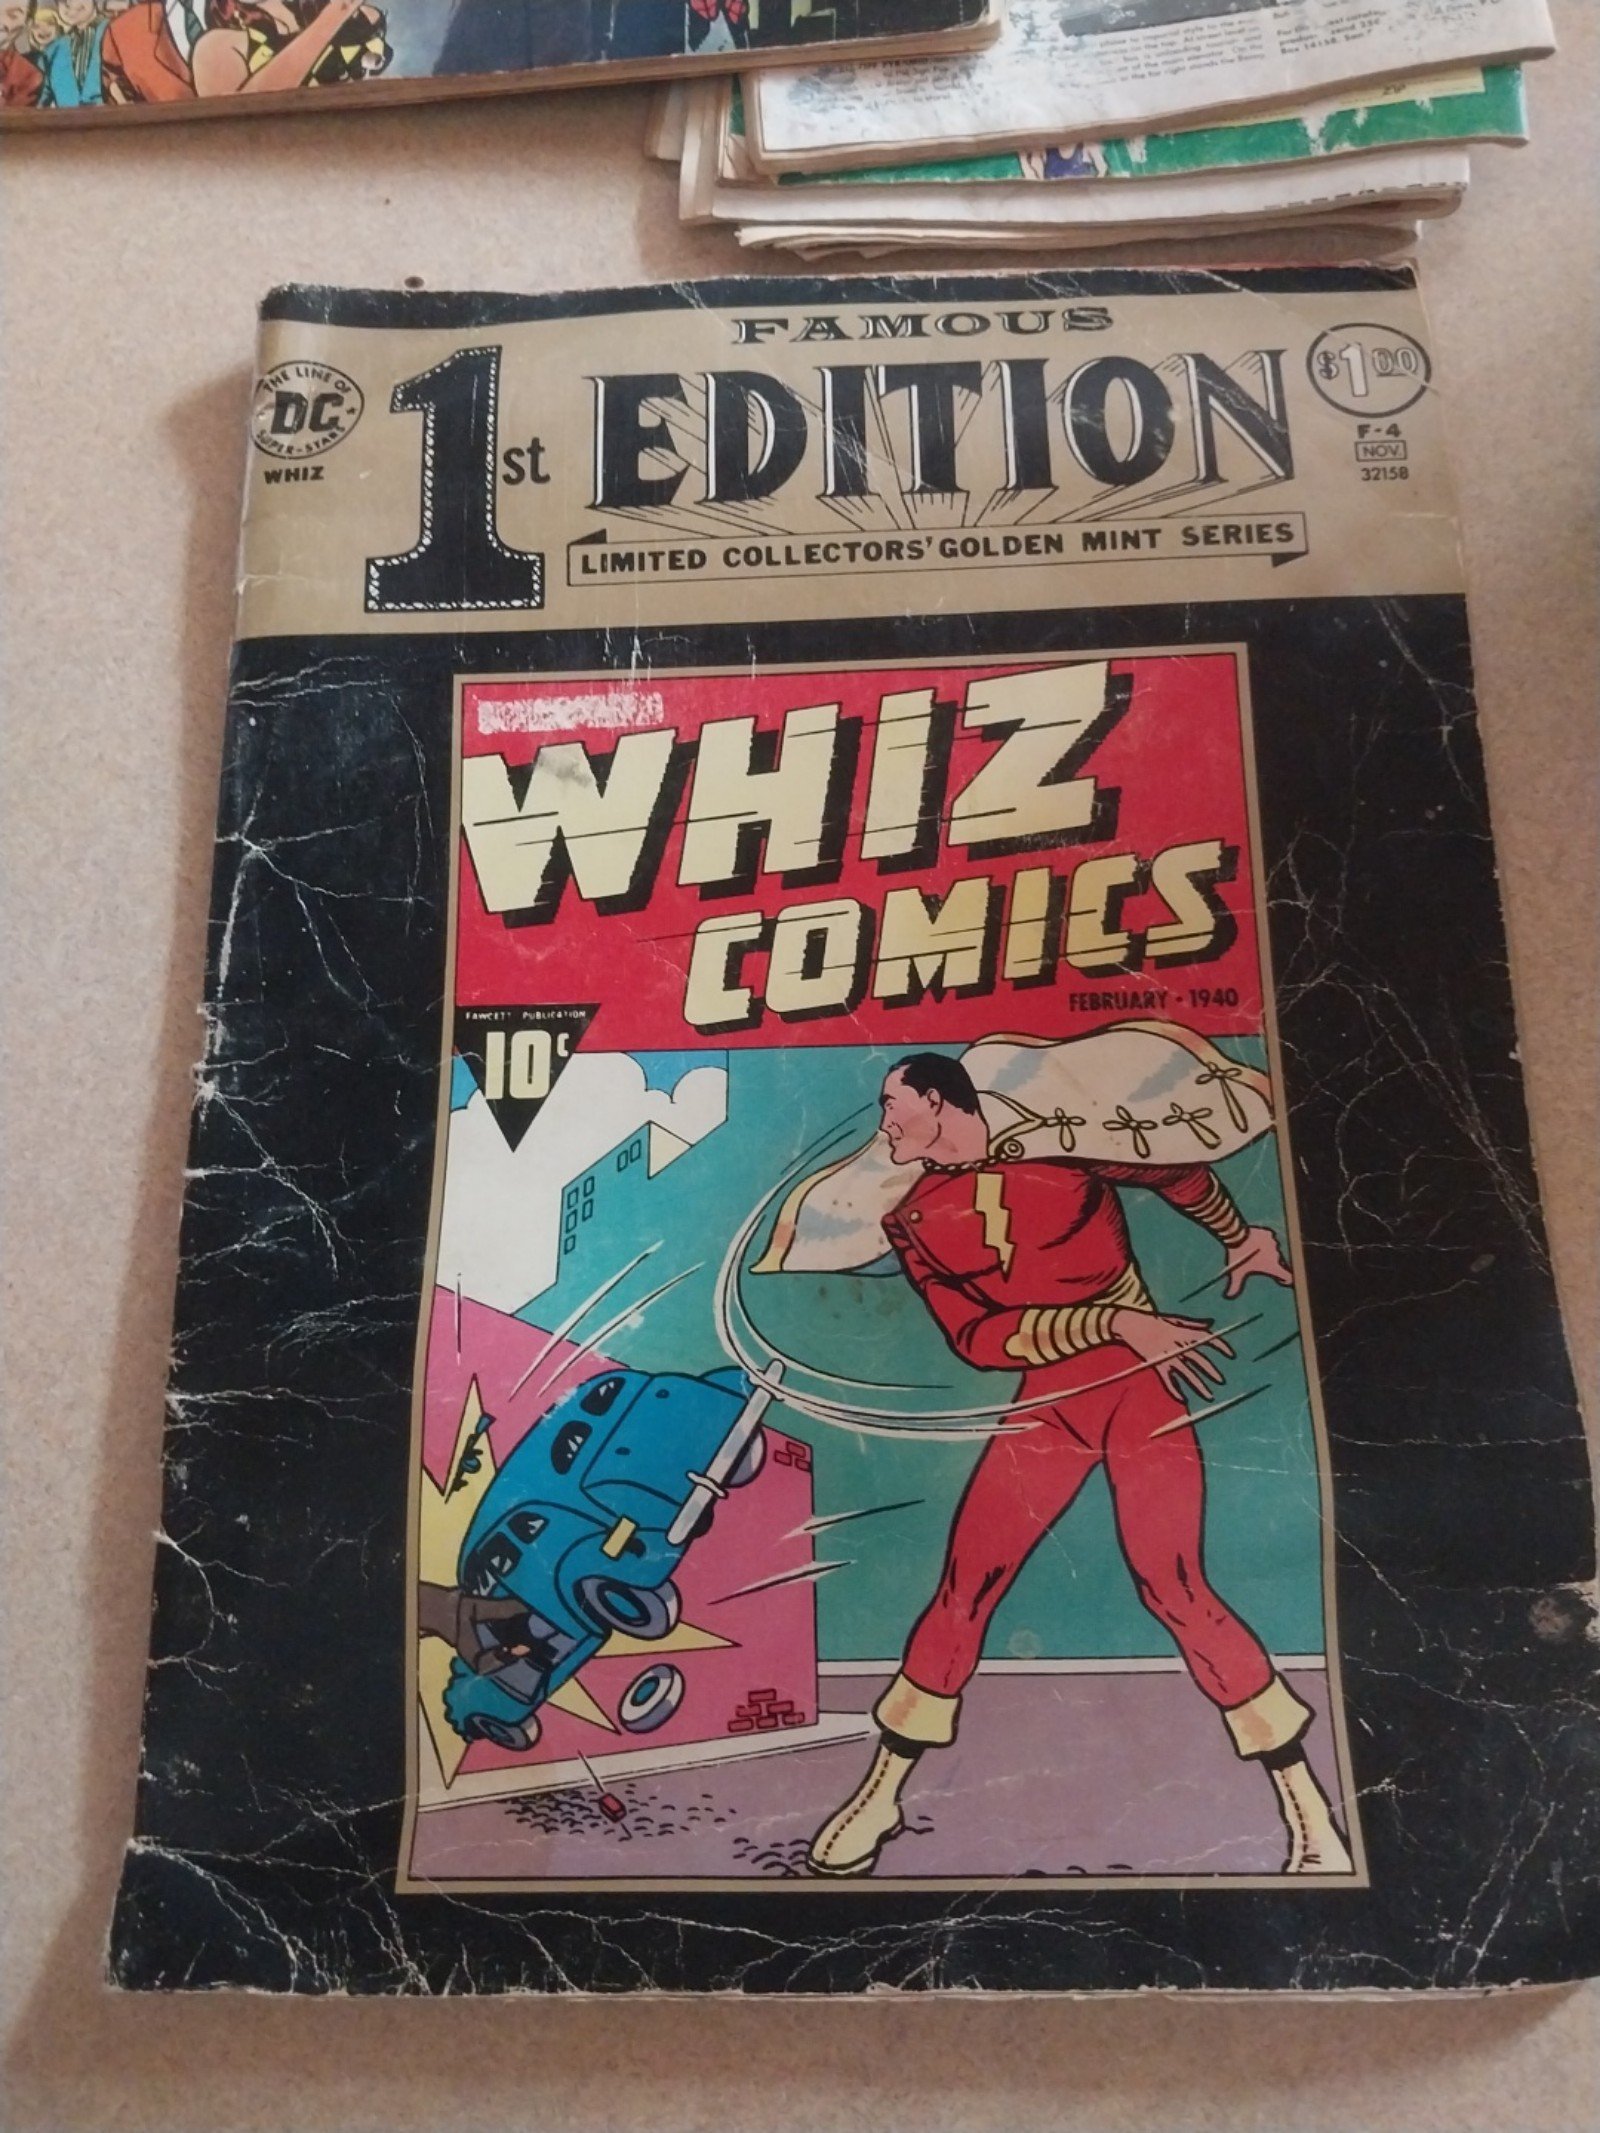 FAMOUS
1st EDITION
LIMITED COLLECTORS' GOLDEN MINT SERIES
THE LINE OF
DC
SUPER-STARS
WHIZ
$1.00
F-4
NOV.
32158
WHIZ
COMICS
FEBRUARY • 1940
FAWCETT PUBLICATION
10¢
ZIP